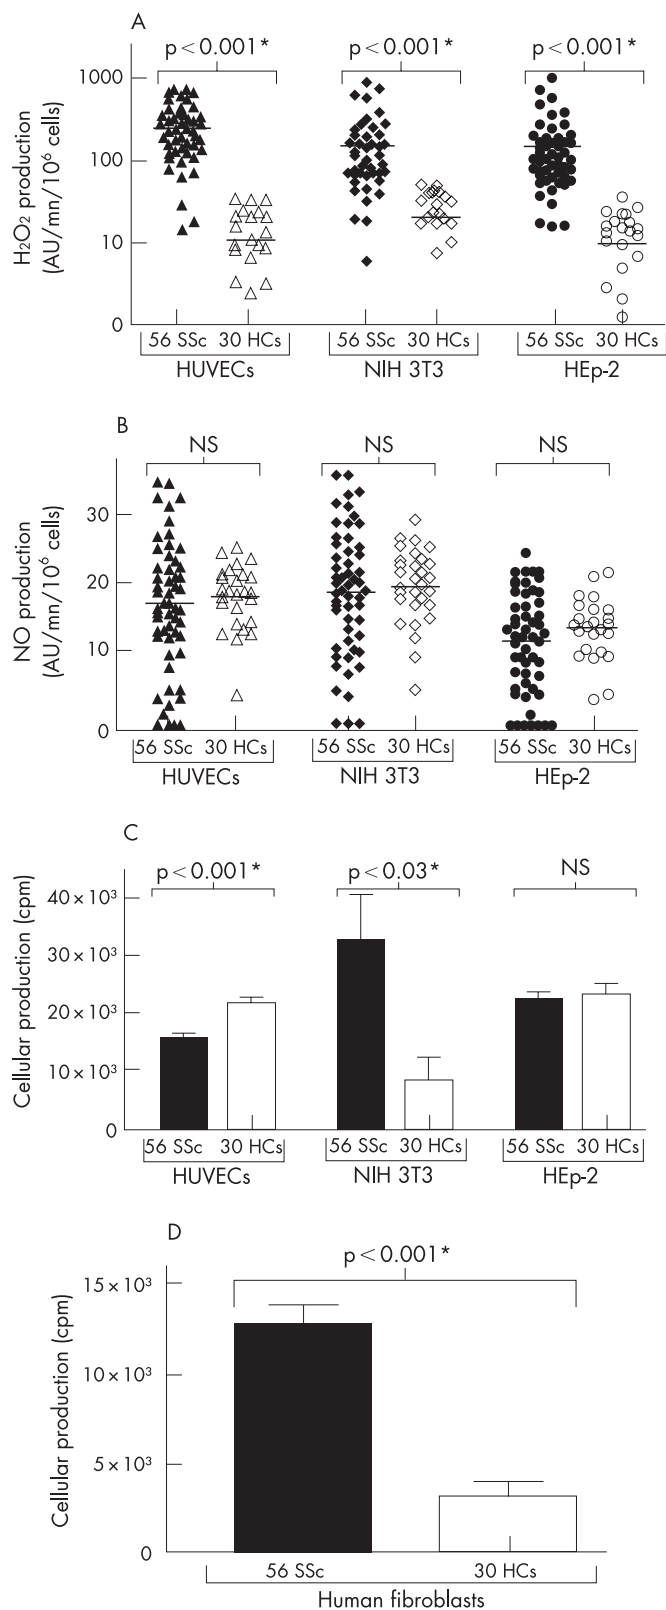 A
p < 0.001* p < 0.001* p < 0.001*
H₂O₂ production
(AU/mn/10⁶ cells)
1000
100
10
0
56 SSc 30 HCs 56 SSc 30 HCs 56 SSc 30 HCs
HUVECs NIH 3T3 HEp-2
B
NS NS NS
NO production
(AU/mn/10⁶ cells)
30
20
10
0
56 SSc 30 HCs 56 SSc 30 HCs 56 SSc 30 HCs
HUVECs NIH 3T3 HEp-2
C
p < 0.001* p < 0.03* NS
Cellular production (cpm)
40 × 10³
30 × 10³
20 × 10³
10 × 10³
0
56 SSc 30 HCs 56 SSc 30 HCs 56 SSc 30 HCs
HUVECs NIH 3T3 HEp-2
D
p < 0.001*
Cellular production (cpm)
15 × 10³
10 × 10³
5 × 10³
0
56 SSc 30 HCs
Human fibroblasts